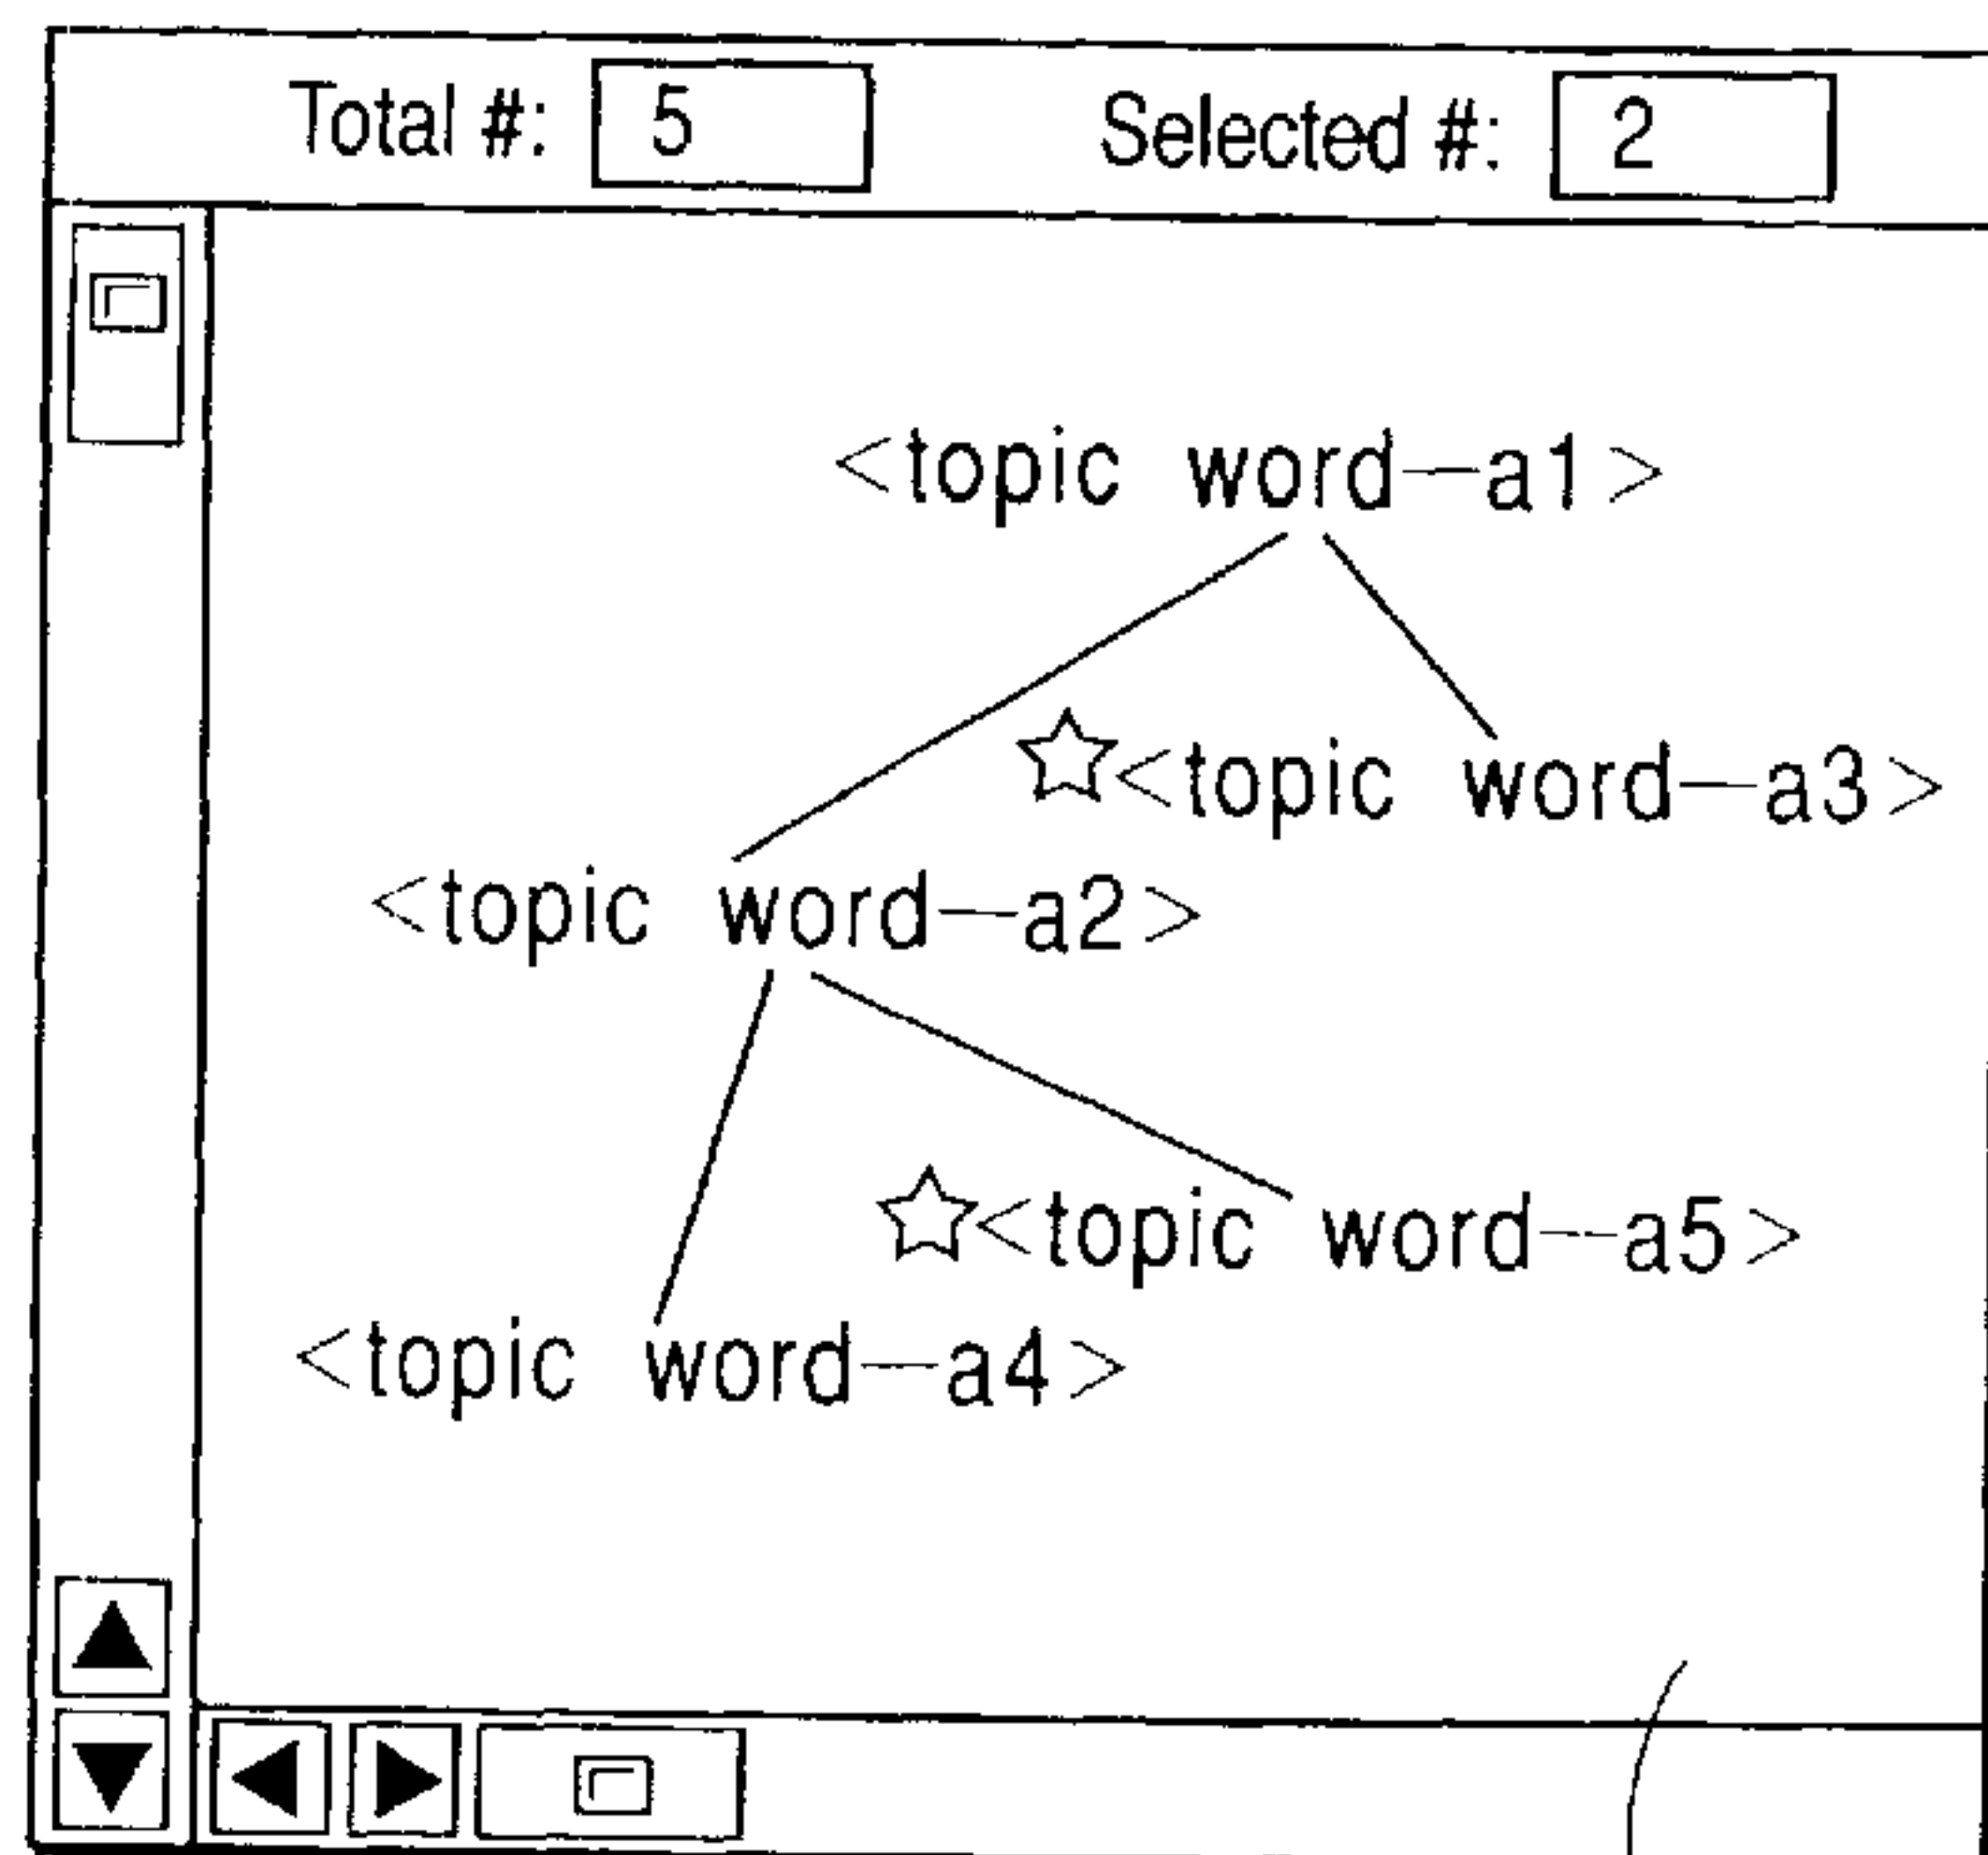 Total #: 5 Selected #: 2
<topic word—a1>
☆<topic word—a3>
<topic word—a2>
☆<topic word—a5>
<topic word—a4>